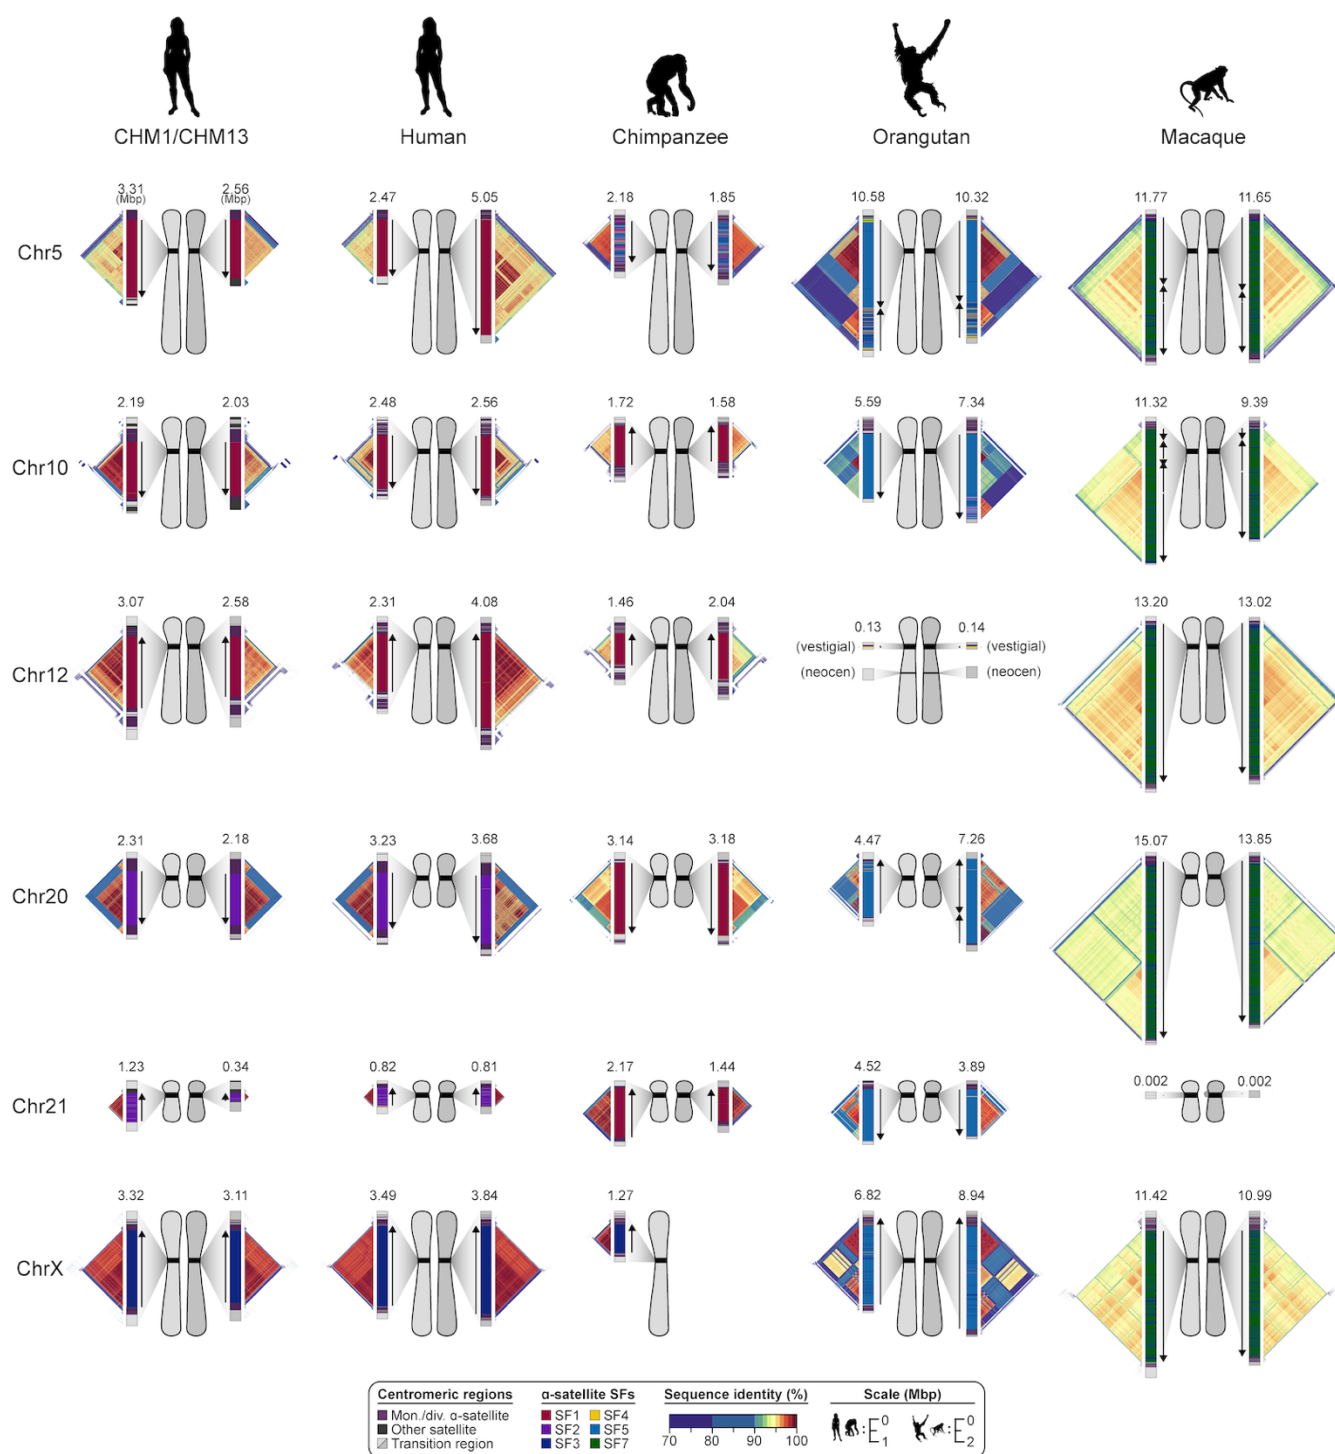 CHM1/CHM13 Human Chimpanzee Orangutan Macaque
3.31 (Mbp) 2.56 (Mbp) 2.47 5.05 2.18 1.85 10.58 10.32 11.77 11.65
Chr5
2.19 2.03 2.48 2.56 1.72 1.58 5.59 7.34 11.32 9.39
Chr10
3.07 2.58 2.31 4.08 1.46 2.04 0.13 0.14 13.20 13.02
(vestigial) (vestigial)
Chr12 (neocen) (neocen)
2.31 2.18 3.23 3.68 3.14 3.18 4.47 7.26 15.07 13.85
Chr20
1.23 0.34 0.82 0.81 2.17 1.44 4.52 3.89 0.002 0.002
Chr21
3.32 3.11 3.49 3.84 1.27 6.82 8.94 11.42 10.99
ChrX
Centromeric regions α-satellite SFs Sequence identity (%) Scale (Mbp)
Mon./div. α-satellite SF1 SF4
Other satellite SF2 SF5 : 0 1 : 0 2
Transition region SF3 SF7 70 80 90 100